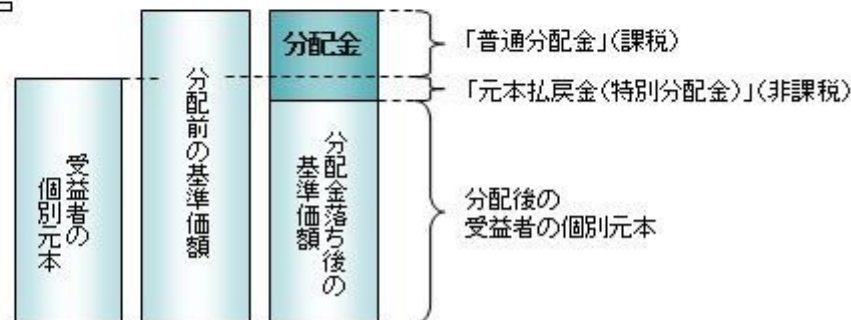 受益者の
個別元本
分配前の基準価額
分配金
分配金落ち後の
基準価額
「普通分配金」(課税)
「元本払戻金(特別分配金)」(非課税)
分配後の
受益者の個別元本